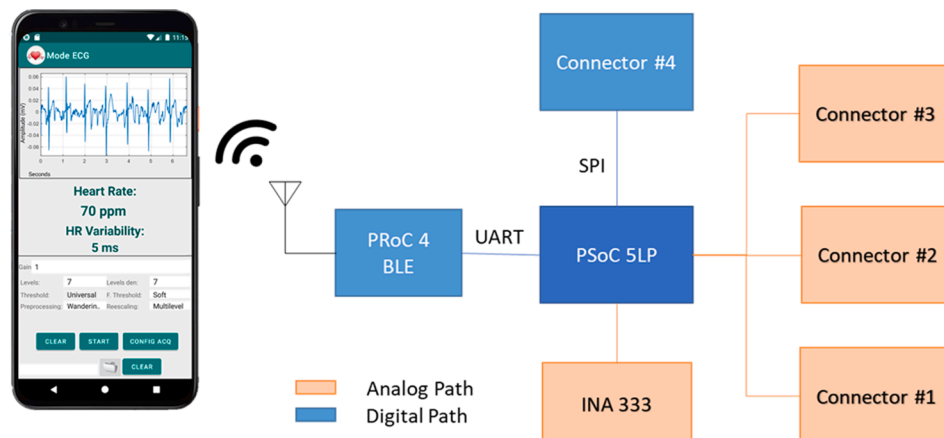 11:15
Mode ECG
Amplitude (mV)
0.06
0.04
0.02
0
-0.02
-0.04
-0.06
0 1 2 3 4 5 6
Seconds
Heart Rate:
70 ppm
HR Variability:
5 ms
Gain 1
Levels: 7 Levels den: 7
Threshold: Universal F. Threshold: Soft
Preprocessing: Wanderin.. Reescaling: Multilevel
CLEAR START CONFIG ACQ
CLEAR
Connector #4
SPI
PRoC 4
BLE
UART
PSoC 5LP
INA 333
Connector #3
Connector #2
Connector #1
Analog Path
Digital Path